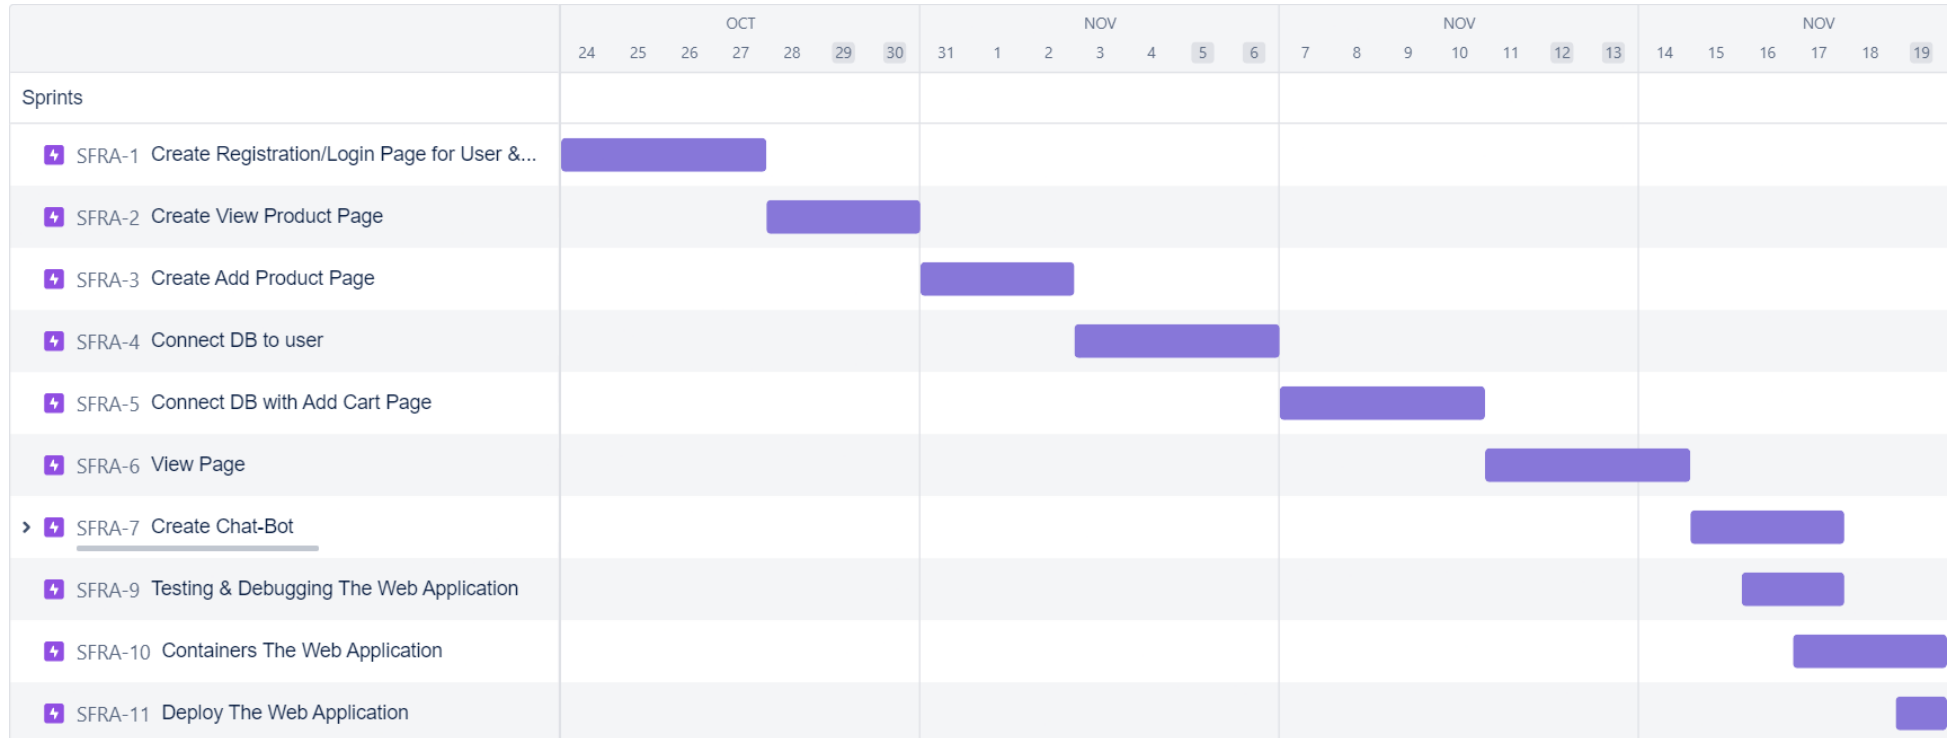 OCT NOV NOV NOV
24 25 26 27 28 29 30 31 1 2 3 4 5 6 7 8 9 10 11 12 13 14 15 16 17 18 19
Sprints
SFRA-1 Create Registration/Login Page for User &...
SFRA-2 Create View Product Page
SFRA-3 Create Add Product Page
SFRA-4 Connect DB to user
SFRA-5 Connect DB with Add Cart Page
SFRA-6 View Page
SFRA-7 Create Chat-Bot
SFRA-9 Testing & Debugging The Web Application
SFRA-10 Containers The Web Application
SFRA-11 Deploy The Web Application